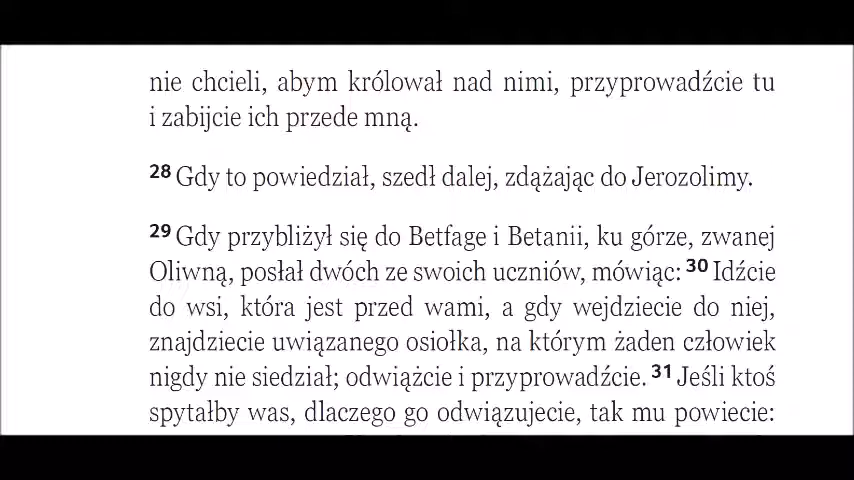 nie chcieli, abym królował nad nimi, przyprowadźcie tu
i zabijcie ich przede mną.
28 Gdy to powiedział, szedł dalej, zdążając do Jerozolimy.
29 Gdy przybliżył się do Betfage i Betanii, ku górze, zwanej
Oliwną, posłał dwóch ze swoich uczniów, mówiąc: 30 Idźcie
do wsi, która jest przed wami, a gdy wejdziecie do niej,
znajdziecie uwiązanego osiołka, na którym żaden człowiek
nigdy nie siedział; odwiążcie i przyprowadźcie. 31 Jeśli ktoś
spytałby was, dlaczego go odwiązujecie, tak mu powiecie: